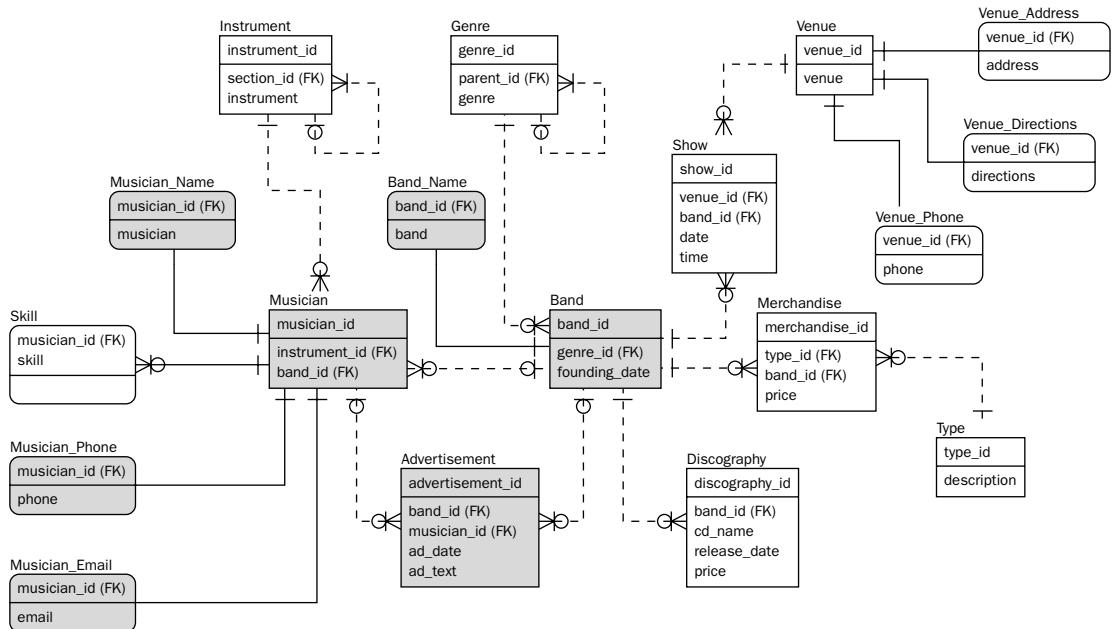 Instrument
instrument_id
section_id (FK)
instrument
Genre
genre_id
parent_id (FK)
genre
Venue
venue_id
venue
Venue_Address
venue_id (FK)
address
Venue_Directions
venue_id (FK)
directions
Venue_Phone
venue_id (FK)
phone
Show
show_id
venue_id (FK)
band_id (FK)
date
time
Musician_Name
musician_id (FK)
musician
Band_Name
band_id (FK)
band
Skill
musician_id (FK)
skill
Musician
musician_id
instrument_id (FK)
band_id (FK)
Band
band_id
genre_id (FK)
founding_date
Merchandise
merchandise_id
type_id (FK)
band_id (FK)
price
Type
type_id
description
Musician_Phone
musician_id (FK)
phone
Advertisement
advertisement_id
band_id (FK)
musician_id (FK)
ad_date
ad_text
Discography
discography_id
band_id (FK)
cd_name
release_date
price
Musician_Email
musician_id (FK)
email